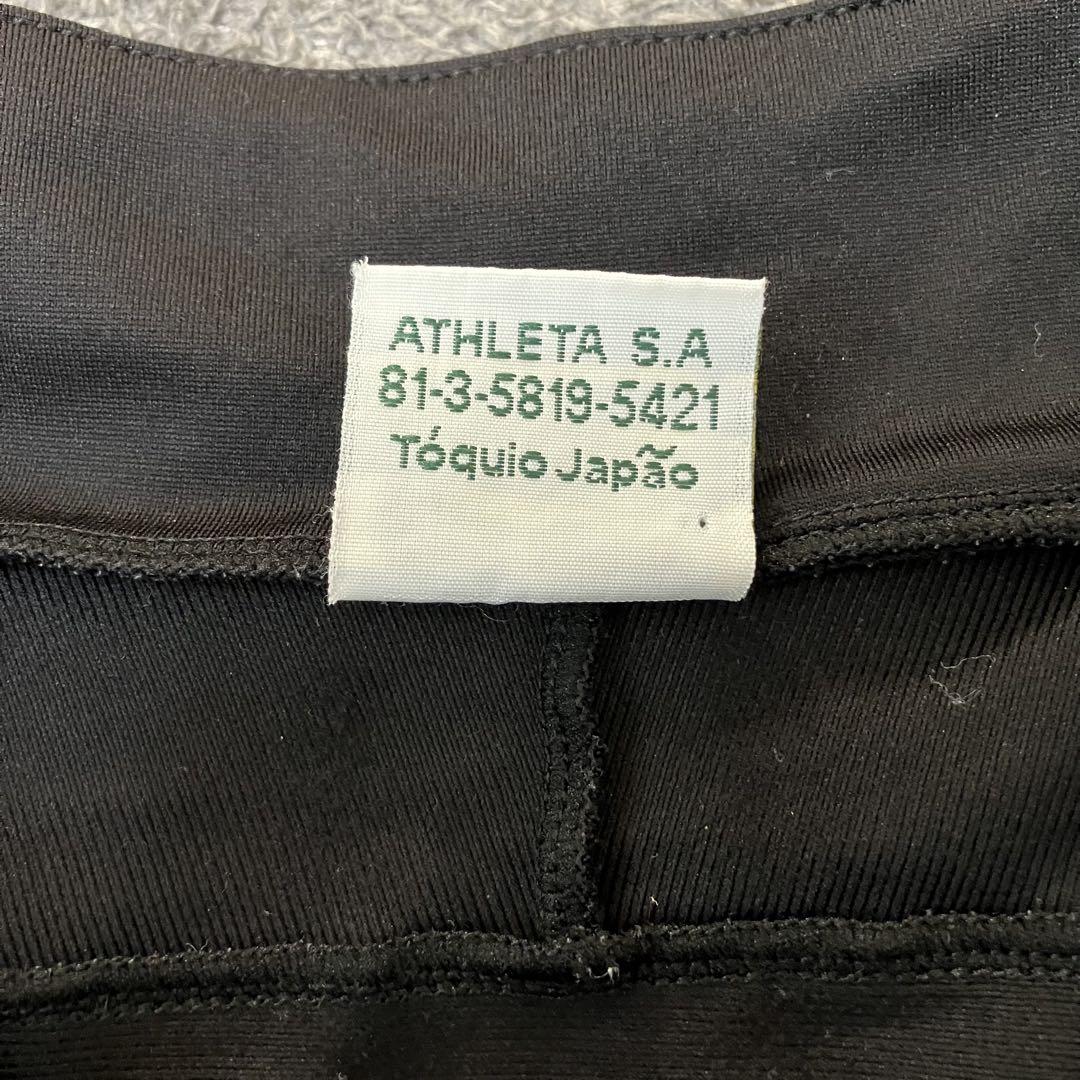 ATHLETA S.A
81-3-5819-5421
Tóquio Japão